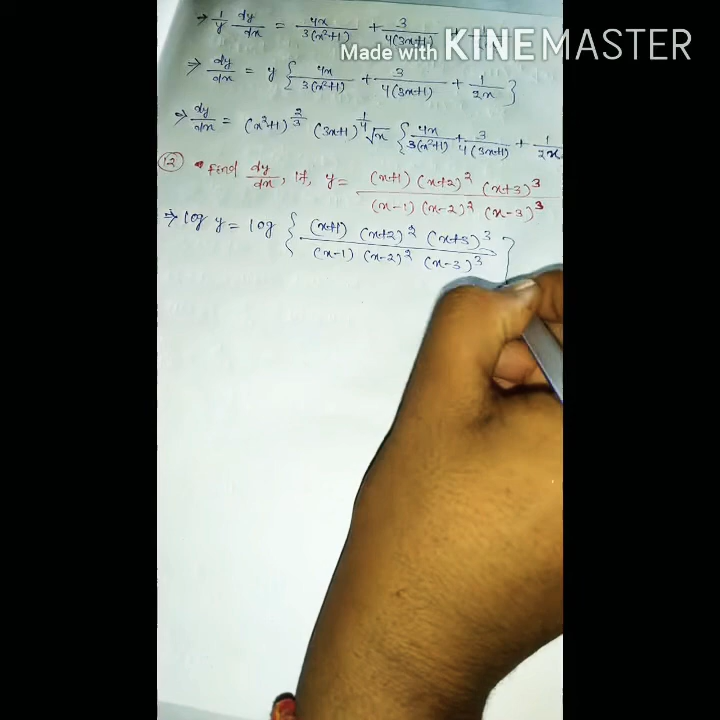 ⇒ 1/y dy/dx = 4x/3(x²+1) + 3/4(3x+1) +
Made with KINEMASTER
⇒ dy/dx = y { 4x/3(x²+1) + 3/4(3x+1) + 1/2x }
⇒ dy/dx = (x²+1)^2/3 (3x+1)^1/4 √x { 4x/3(x²+1) + 3/4(3x+1) + 1/2x
(12) • Find dy/dx, if, y = (x+1) (x+2)² (x+3)³ / (x-1) (x-2)² (x-3)³
⇒ log y = log { (x+1) (x+2)² (x+3)³ / (x-1) (x-2)² (x-3)³ }